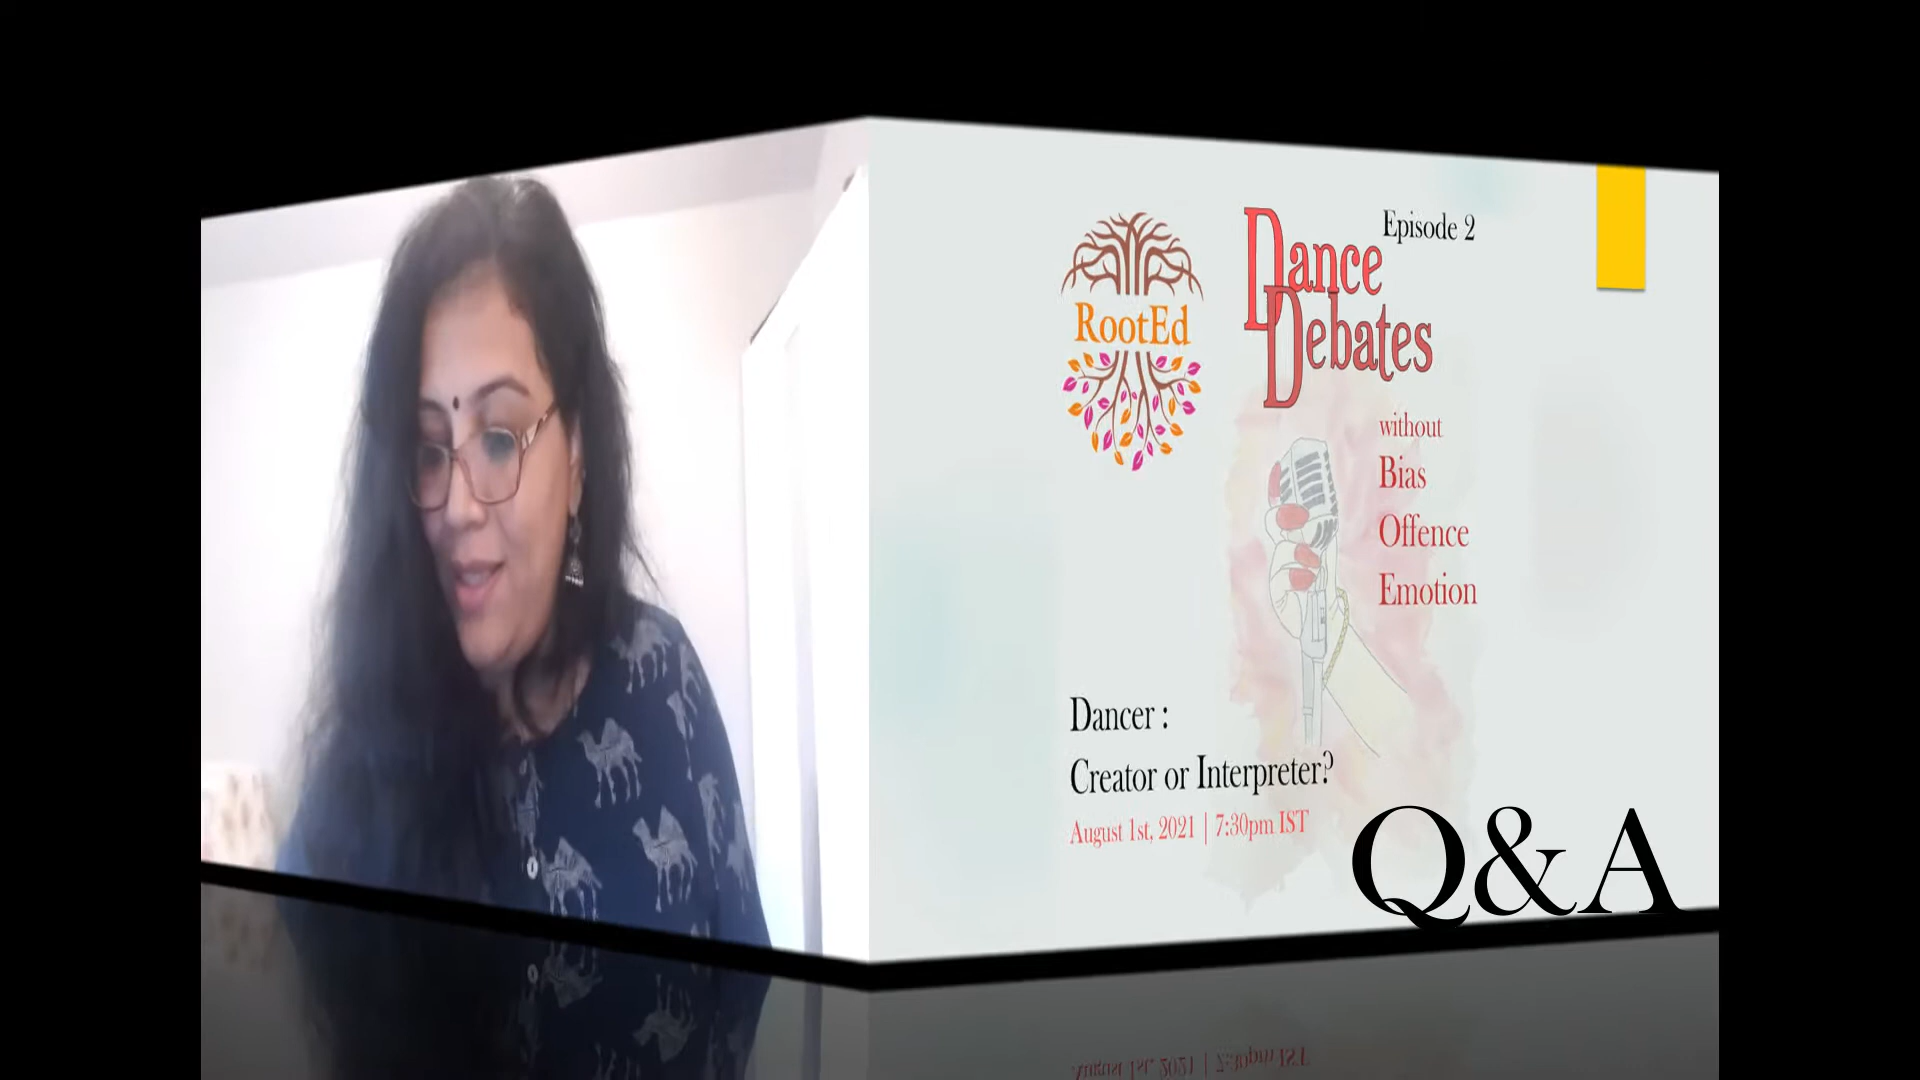 Episode 2
Dance
Debates
RootEd
without
Bias
Offence
Emotion
Dancer :
Creator or Interpreter?
August 1st, 2021 | 7:30pm IST
Q&A